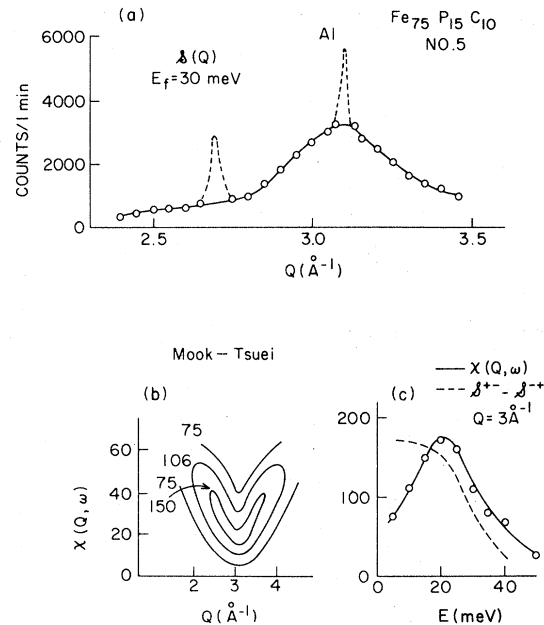 (a)
Fe75 P15 C10
NO.5
Al
𝓈(Q)
Ef=30 meV
6000
4000
2000
0
COUNTS/1 min
2.5
3.0
3.5
Q(Å⁻¹)
Mook – Tsuei
(b)
75
106
75
150
60
40
20
0
χ(Q,ω)
0
2
3
4
Q(Å⁻¹)
(c)
χ(Q,ω)
𝓈⁺⁻ - 𝓈⁻⁺
Q=3Å⁻¹
200
100
0
0
20
40
E(meV)